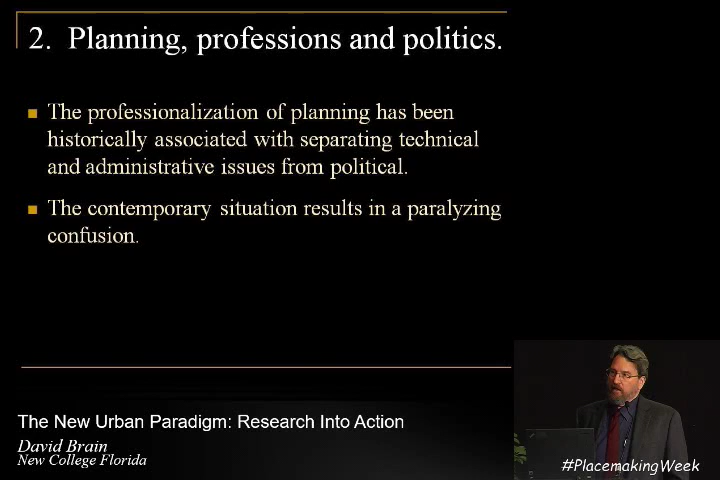 2. Planning, professions and politics.
The professionalization of planning has been
historically associated with separating technical
and administrative issues from political.
The contemporary situation results in a paralyzing
confusion.
The New Urban Paradigm: Research Into Action
David Brain
New College Florida
#PlacemakingWeek